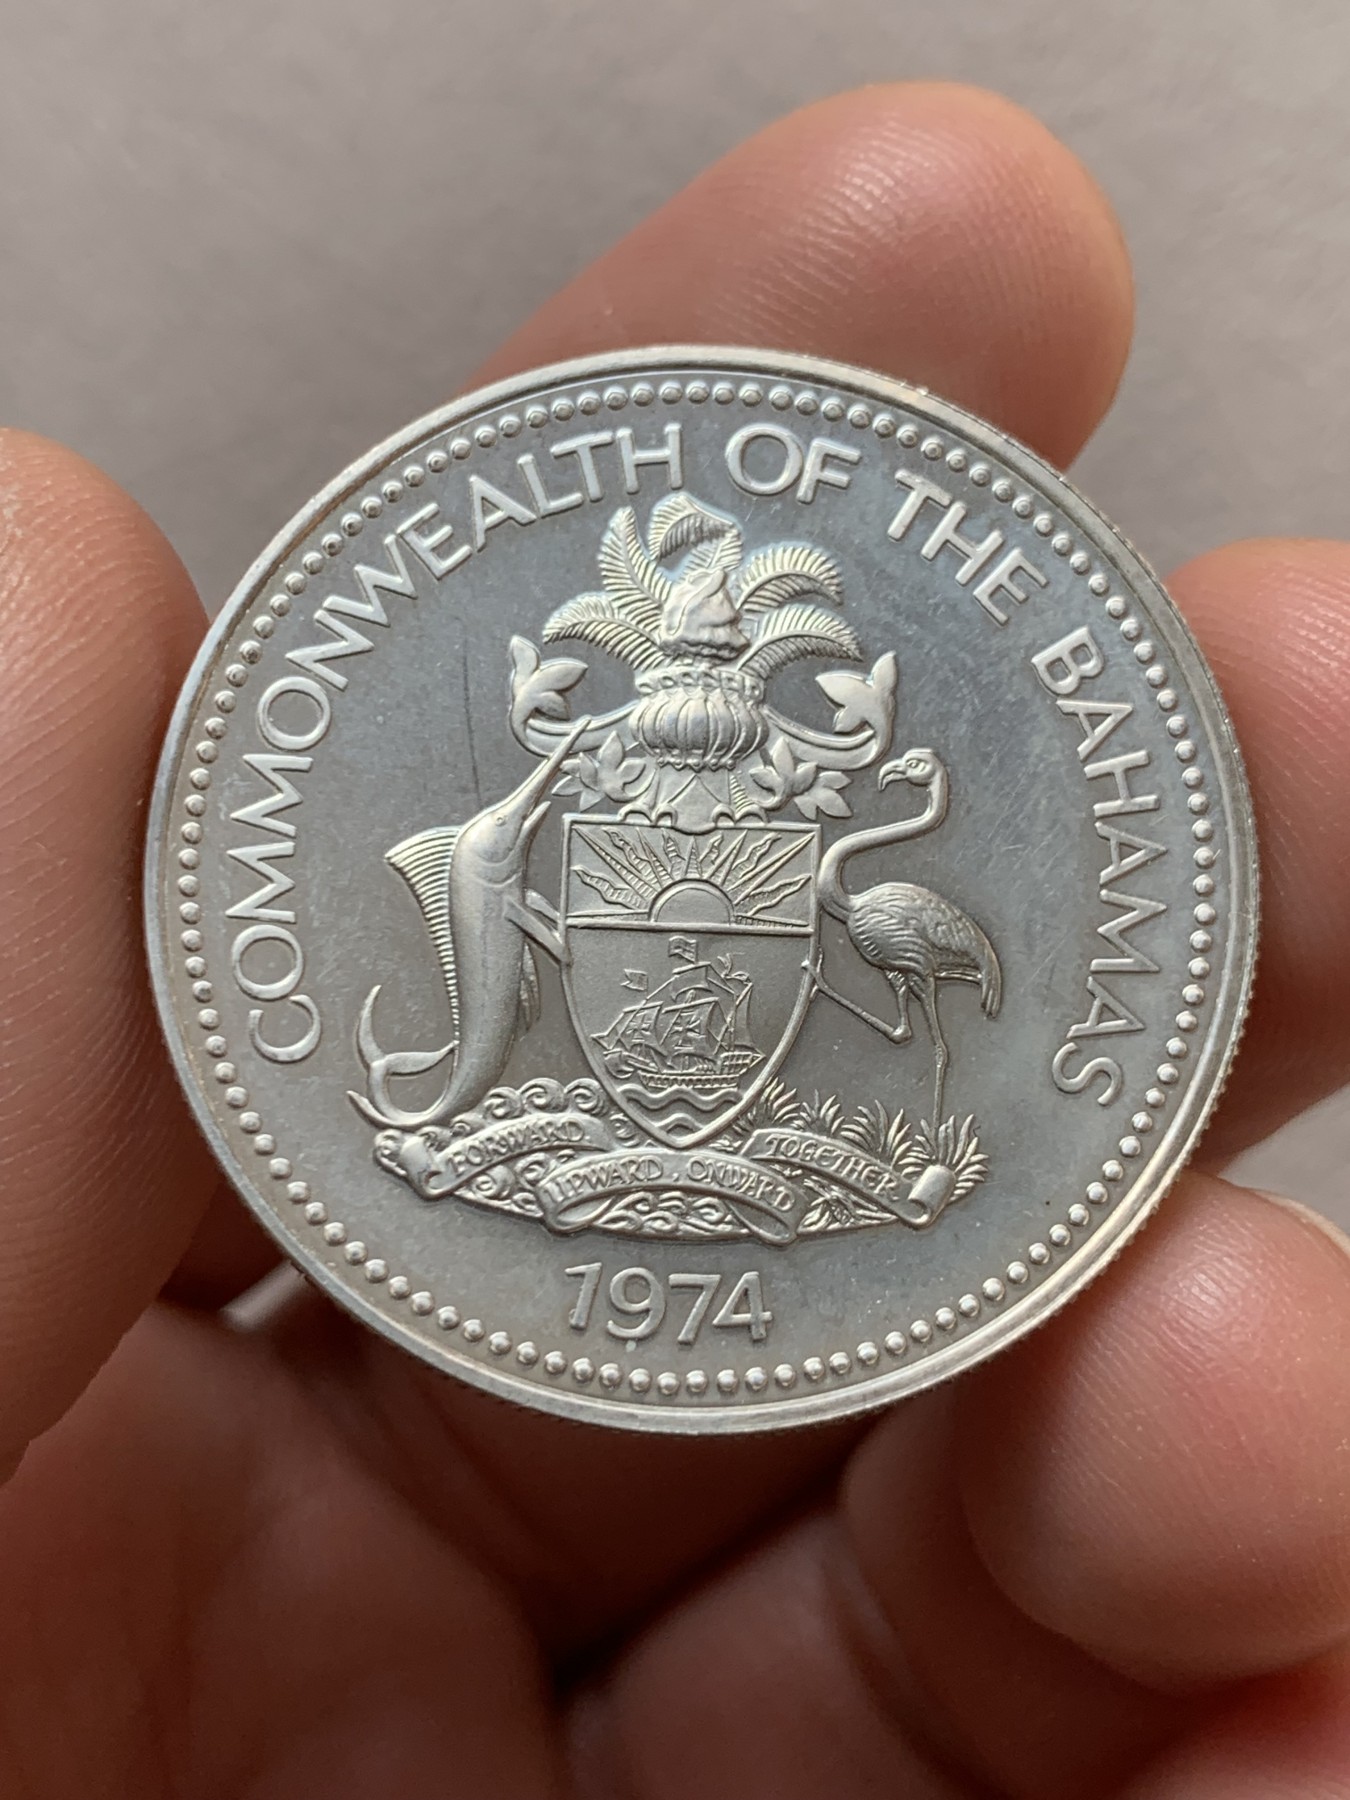 COMMONWEALTH OF THE BAHAMAS
FORWARD
UPWARD, ONWARD
TOGETHER
1974